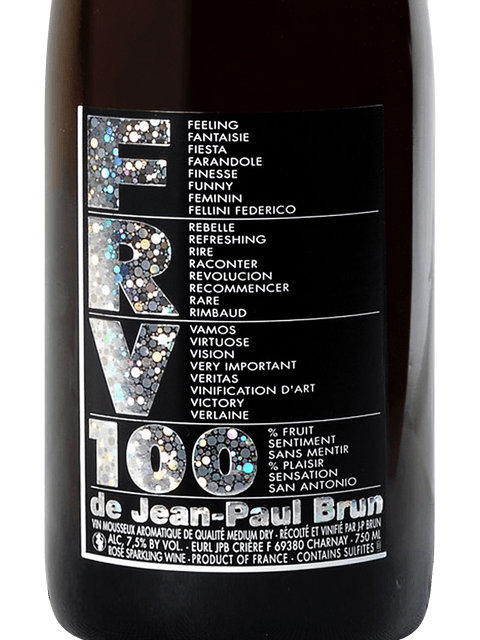 F
FEELING
FANTAISIE
FIESTA
FARANDOLE
FINESSE
FUNNY
FEMININ
FELLINI FEDERICO
R
REBELLE
REFRESHING
RIRE
RACONTER
REVOLUCION
RECOMMENCER
RARE
RIMBAUD
V
VAMOS
VIRTUOSE
VISION
VERY IMPORTANT
VERITAS
VINIFICATION D'ART
VICTORY
VERLAINE
100
% FRUIT
SENTIMENT
SANS MENTIR
% PLAISIR
SENSATION
SAN ANTONIO
de Jean-Paul Brun
VIN MOUSSEUX AROMATIQUE DE QUALITÉ MEDIUM DRY - RÉCOLTÉ ET VINIFIÉ PAR J-P BRUN
ALC, 7,5% BY VOL. - EURL JPB CRIÈRE F 69380 CHARNAY - 750 ML
ROSÉ SPARKLING WINE - PRODUCT OF FRANCE - CONTAINS SULFITES